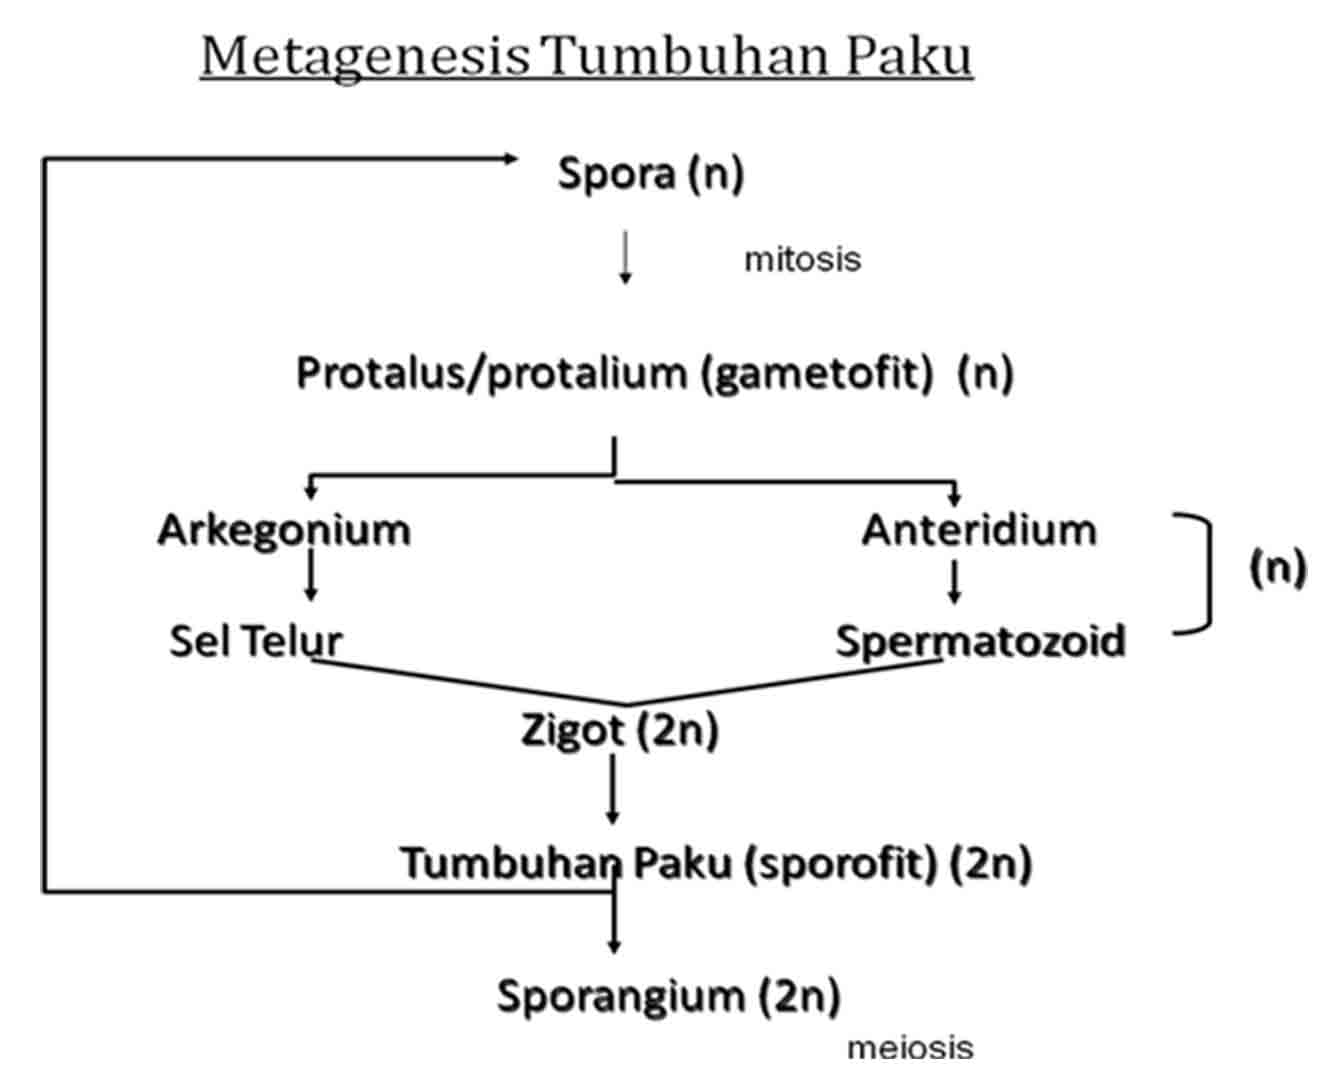 Metagenesis Tumbuhan Paku
Spora (n)
mitosis
Protalus/protalium (gametofit) (n)
Arkegonium Anteridium
(n)
Sel Telur Spermatozoid
Zigot (2n)
Tumbuhan Paku (sporofit) (2n)
Sporangium (2n)
meiosis